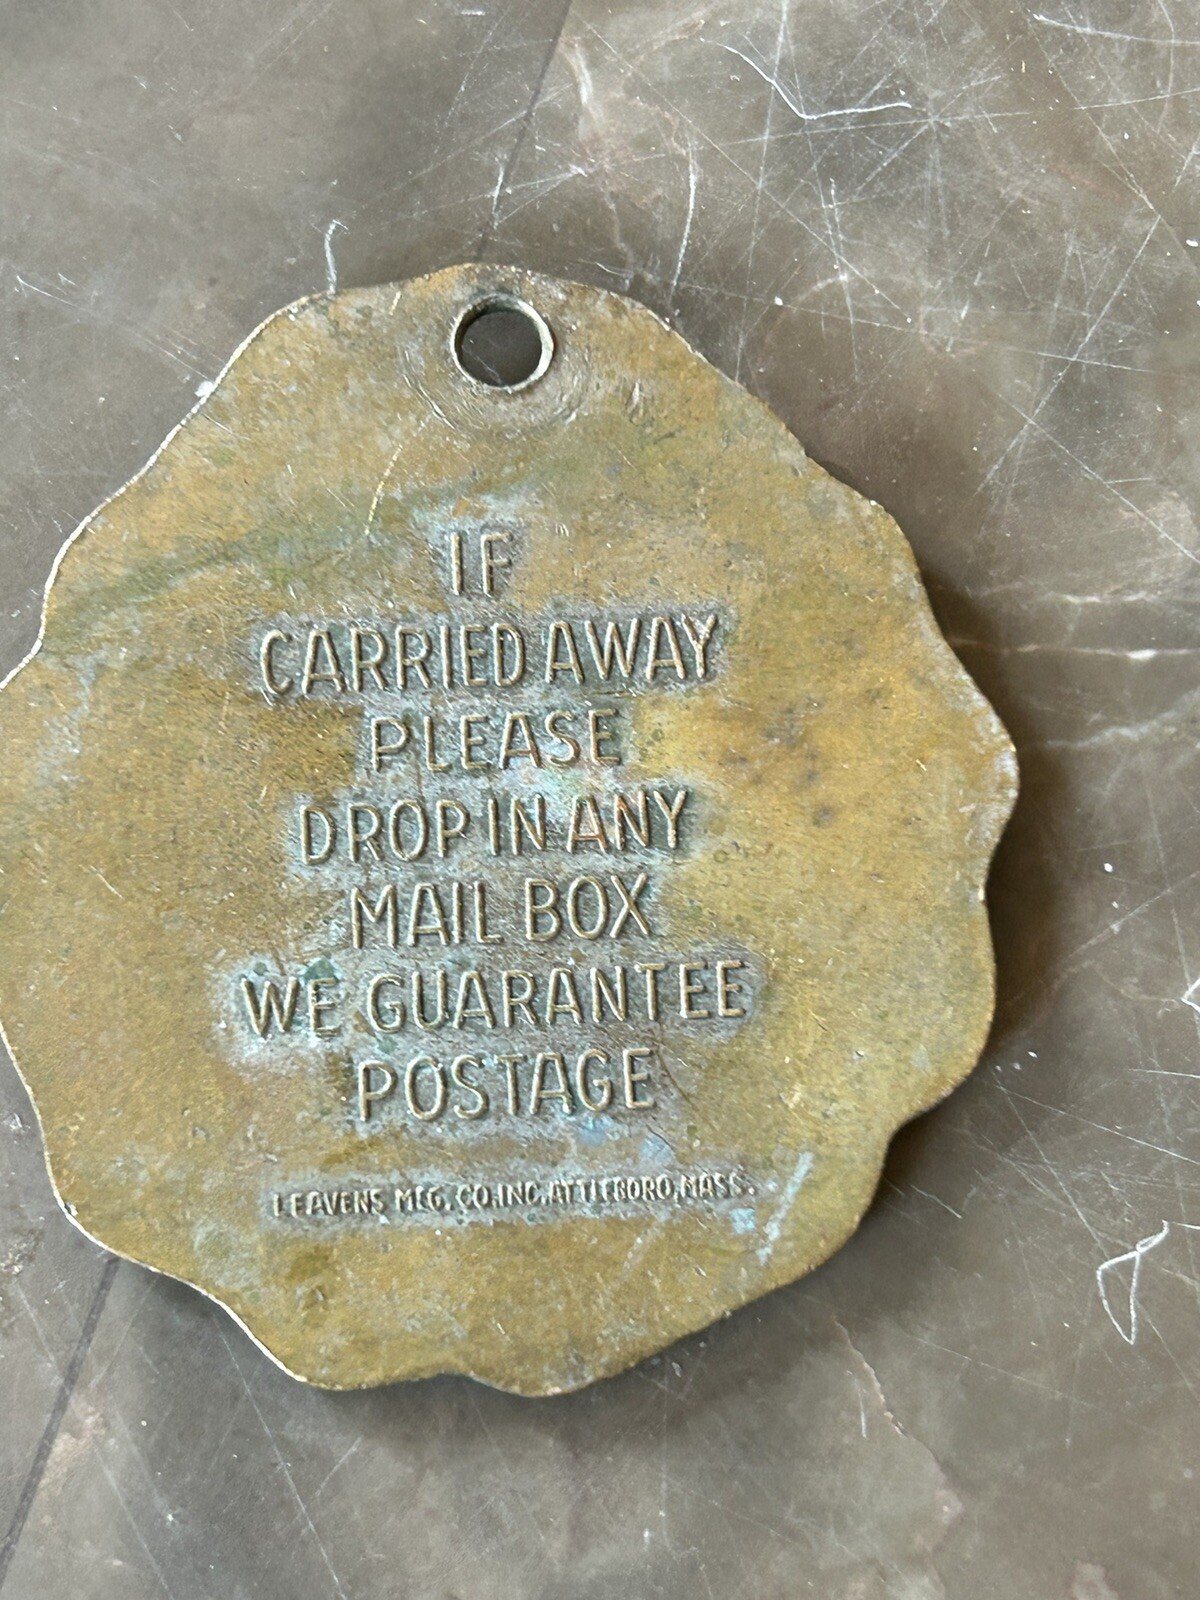 IF
CARRIED AWAY
PLEASE
DROP IN ANY
MAIL BOX
WE GUARANTEE
POSTAGE
LEAVENS MFG. CO. INC. ATTLEBORO, MASS.